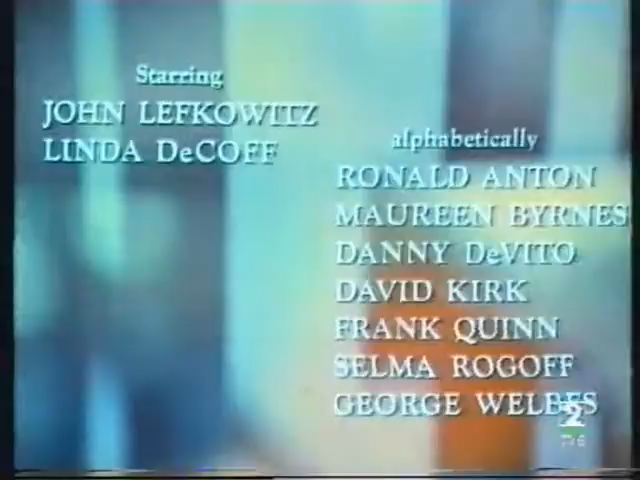 Starring
JOHN LEFKOWITZ
LINDA DeCOFF
alphabetically
RONALD ANTON
MAUREEN BYRNES
DANNY DeVITO
DAVID KIRK
FRANK QUINN
SELMA ROGOFF
GEORGE WELBES
2
tve